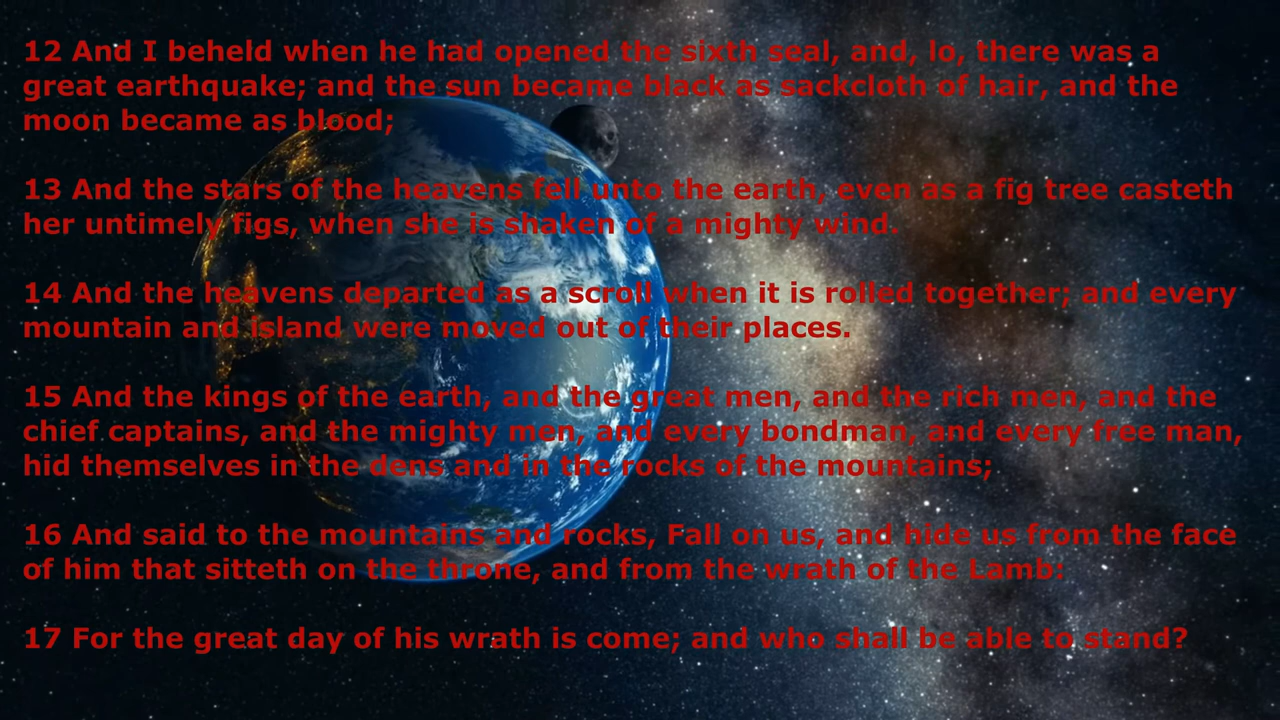 12 And I beheld when he had opened the sixth seal, and, lo, there was a
great earthquake; and the sun became black as sackcloth of hair, and the
moon became as blood;
13 And the stars of the heavens fell unto the earth, even as a fig tree casteth
her untimely figs, when she is shaken of a mighty wind.
14 And the heavens departed as a scroll when it is rolled together; and every
mountain and island were moved out of their places.
15 And the kings of the earth, and the great men, and the rich men, and the
chief captains, and the mighty men, and every bondman, and every free man,
hid themselves in the dens and in the rocks of the mountains;
16 And said to the mountains and rocks, Fall on us, and hide us from the face
of him that sitteth on the throne, and from the wrath of the Lamb:
17 For the great day of his wrath is come; and who shall be able to stand?